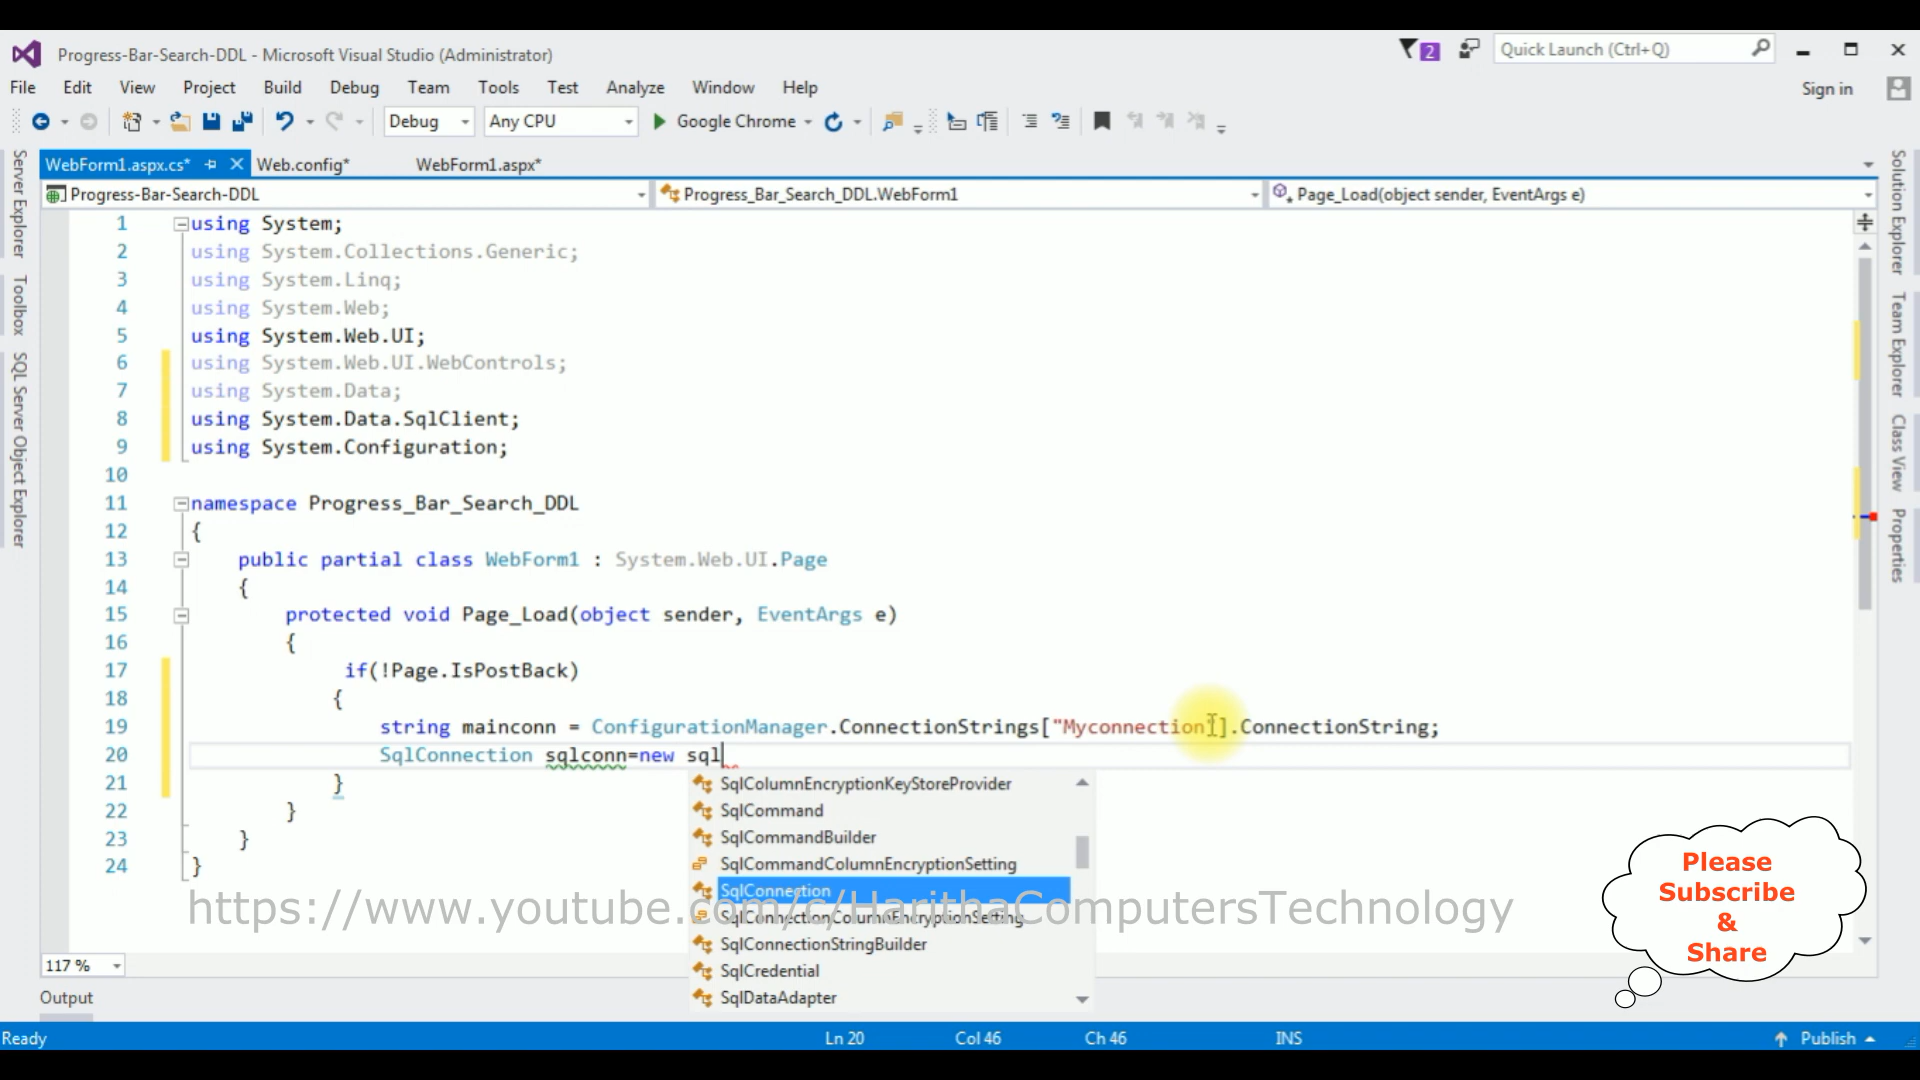 Progress-Bar-Search-DDL - Microsoft Visual Studio (Administrator)
2
Quick Launch (Ctrl+Q)
File Edit View Project Build Debug Team Tools Test Analyze Window Help
Sign in
Debug Any CPU Google Chrome
WebForm1.aspx.cs* Web.config* WebForm1.aspx*
Progress-Bar-Search-DDL Progress_Bar_Search_DDL.WebForm1 Page_Load(object sender, EventArgs e)
Server Explorer
Toolbox
SQL Server Object Explorer
1 using System;
2 using System.Collections.Generic;
3 using System.Linq;
4 using System.Web;
5 using System.Web.UI;
6 using System.Web.UI.WebControls;
7 using System.Data;
8 using System.Data.SqlClient;
9 using System.Configuration;
10
11 namespace Progress_Bar_Search_DDL
12 {
13 public partial class WebForm1 : System.Web.UI.Page
14 {
15 protected void Page_Load(object sender, EventArgs e)
16 {
17 if(!Page.IsPostBack)
18 {
19 string mainconn = ConfigurationManager.ConnectionStrings["Myconnection"].ConnectionString;
20 SqlConnection sqlconn=new sql
21 }
22 }
23 }
24 }
SqlColumnEncryptionKeyStoreProvider
SqlCommand
SqlCommandBuilder
SqlCommandColumnEncryptionSetting
SqlConnection
SqlConnectionColumnEncryptionSetting
SqlConnectionStringBuilder
SqlCredential
SqlDataAdapter
https://www.youtube.com/c/HarithaComputersTechnology
Please
Subscribe
&
Share
Solution Explorer
Team Explorer
Class View
Properties
117 %
Output
Ready Ln 20 Col 46 Ch 46 INS Publish